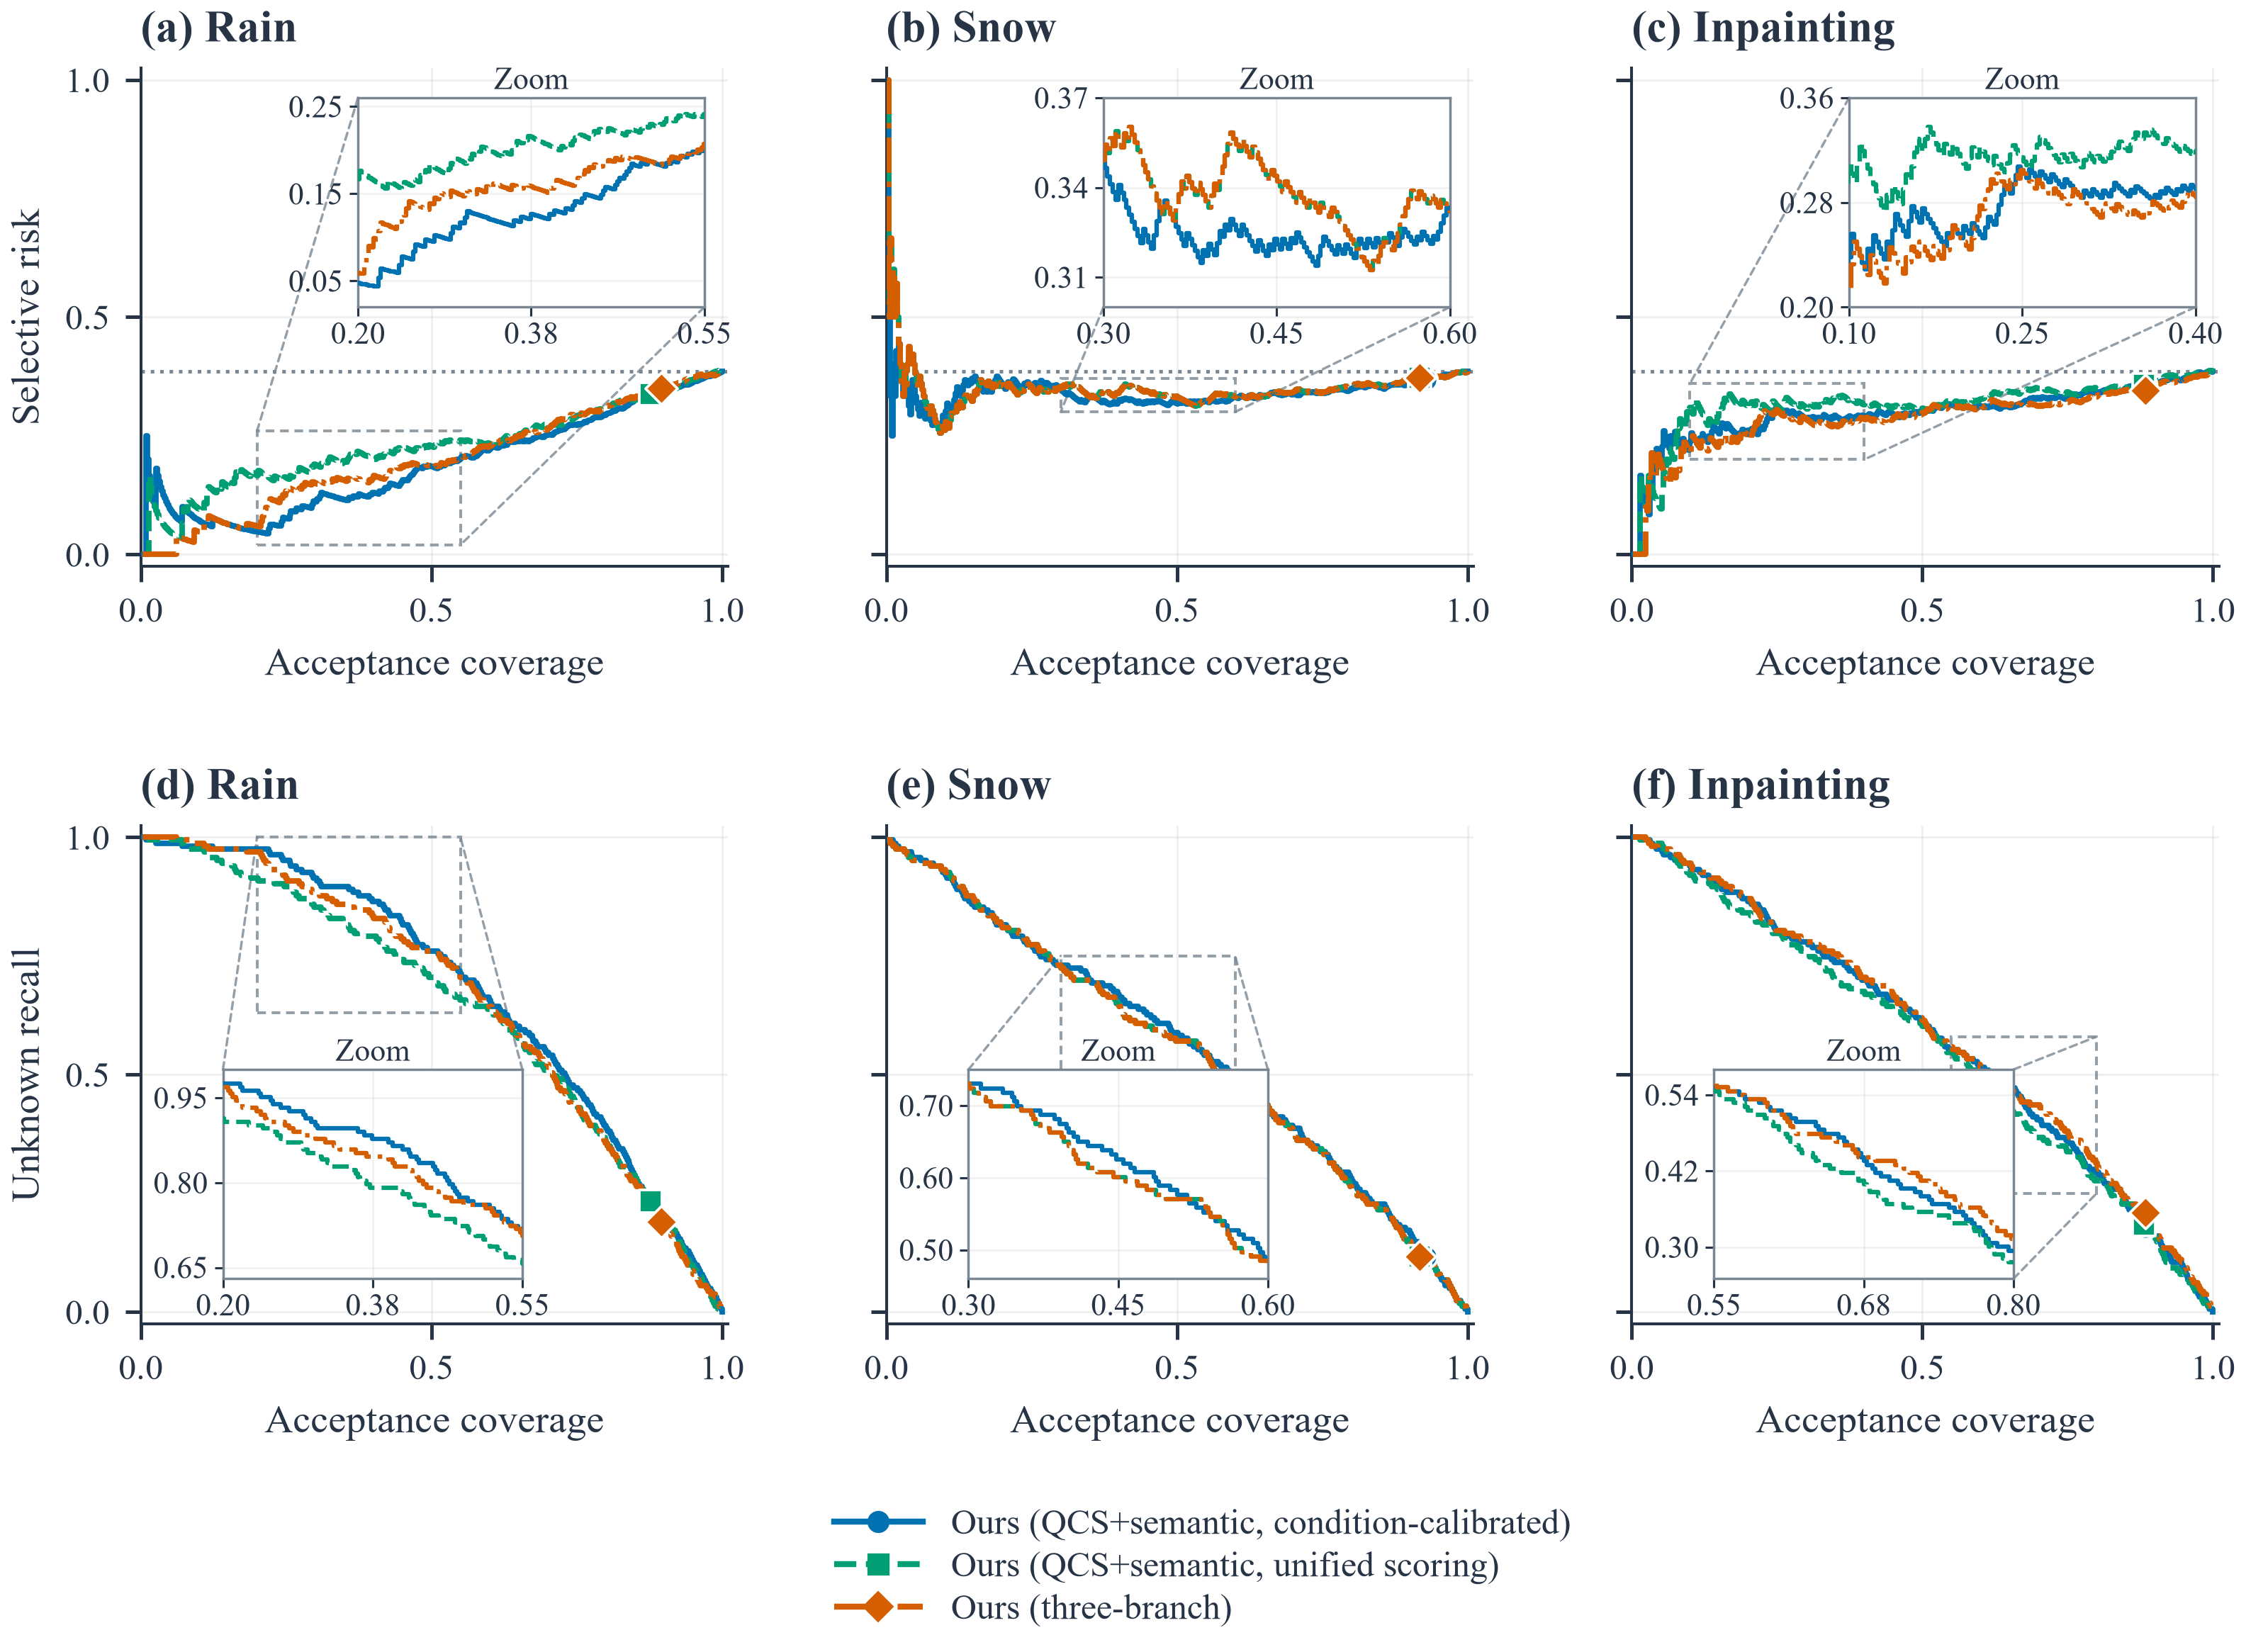 (a) Rain
(b) Snow
(c) Inpainting
Selective risk
1.0
0.5
0.0
Zoom
0.25
0.15
0.05
0.20
0.38
0.55
0.0
0.5
1.0
Acceptance coverage
Zoom
0.37
0.34
0.31
0.30
0.45
0.60
0.0
0.5
1.0
Acceptance coverage
Zoom
0.36
0.28
0.20
0.10
0.25
0.40
0.0
0.5
1.0
Acceptance coverage
(d) Rain
(e) Snow
(f) Inpainting
Unknown recall
1.0
0.5
0.0
Zoom
0.95
0.80
0.65
0.20
0.38
0.55
0.0
0.5
1.0
Acceptance coverage
Zoom
0.70
0.60
0.50
0.30
0.45
0.60
0.0
0.5
1.0
Acceptance coverage
Zoom
0.54
0.42
0.30
0.55
0.68
0.80
0.0
0.5
1.0
Acceptance coverage
Ours (QCS+semantic, condition-calibrated)
Ours (QCS+semantic, unified scoring)
Ours (three-branch)